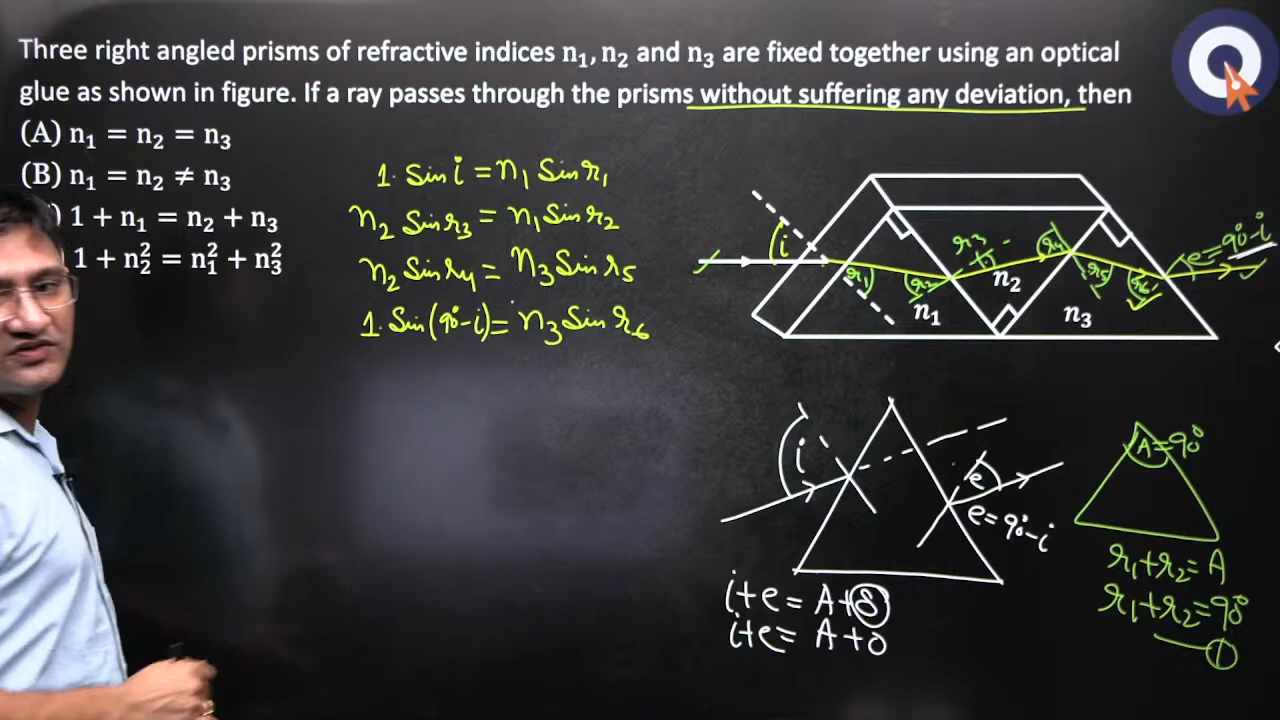 Three right angled prisms of refractive indices n₁, n₂ and n₃ are fixed together using an optical
glue as shown in figure. If a ray passes through the prisms without suffering any deviation, then
(A) n₁ = n₂ = n₃
(B) n₁ = n₂ ≠ n₃
) 1 + n₁ = n₂ + n₃
1 + n₂² = n₁² + n₃²
1. Sin i = n₁ Sin r₁
n₂ Sin r₃ = n₁ Sin r₂
n₂ Sin r₄ = n₃ Sin r₅
1. Sin(90°-i) = n₃ Sin r₆
i
r₁
r₂
r₃
r₄
r₅
r₆
e = 90°-i
n₁
n₂
n₃
i
e
e = 90°-i
i+e = A+δ
i+e = A+0
A=90°
r₁+r₂ = A
r₁+r₂ = 90°
1